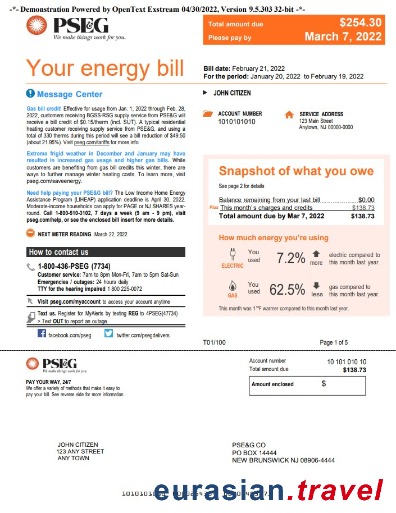 -*- Demonstration Powered by OpenText Exstream 04/30/2022, Version 9.5.303 32-bit -*-
PSE&G
We make things work for you.
Total amount due $254.30
Please pay by March 7, 2022
Your energy bill
Bill date: February 21, 2022
For the period: January 20, 2022 to February 19, 2022
Message Center
JOHN CITIZEN
Gas bill credit! Effective for usage from Jan. 1, 2022 through Feb. 28,
2022, customers receiving BGSS-RSG supply service from PSE&G will
receive a bill credit of $0.15/therm (incl. SUT). A typical residential
heating customer receiving supply service from PSE&G, and using a
total of 330 therms during this period will see a bill reduction of $49.50
(about 21.95%). Visit pseg.com/tariffs for more info
ACCOUNT NUMBER
1010101010
SERVICE ADDRESS
123 Main Street
Anytown, NJ 00000-0000
Extreme frigid weather in December and January may have
resulted in increased gas usage and higher gas bills. While
customers are benefiting from gas bill credits this winter, there are
ways to further manage winter heating costs. To learn more, visit
pseg.com/saveenergy.
Need help paying your PSE&G bill? The Low Income Home Energy
Assistance Program (LIHEAP) application deadline is April 30, 2022.
Moderate-income households can apply for PAGE or NJ SHARES year-
round. Call 1-800-510-3102, 7 days a week (9 am - 9 pm), visit
pseg.com/help, or see the enclosed bill insert for more details.
NEXT METER READING March 22, 2022
Snapshot of what you owe
See page 2 for details
Balance remaining from your last bill $0.00
Plus This month's charges and credits $138.73
Total amount due by Mar 7, 2022 $138.73
How much energy you're using
ELECTRIC
You used 7.2% more electric compared to this month last year.
GAS
You used 62.5% less gas compared to this month last year.
This month was 1°F warmer compared to this month last year.
How to contact us
1-800-436-PSEG (7734)
Customer service: 7am to 8pm Mon-Fri, 7am to 5pm Sat-Sun
Emergencies / outages: 24 hours daily
TTY for the hearing impaired 1-800-225-0072
Visit pseg.com/myaccount to access your account anytime
Text us. Register for MyAlerts by texting REG to 4PSEG(47734)
> Text OUT to report an outage
facebook.com/pseg
twitter.com/psegdelivers
T01/100
Page 1 of 5
PSE&G
We make things work for you.
Account number 10 101 010 10
Total amount due $138.73
Amount enclosed $
PAY YOUR WAY, 24/7
We offer a variety of methods that make it easy to
pay your bill. See reverse side for more information.
JOHN CITIZEN
123 ANY STREET
ANY TOWN
PSE&G CO
PO BOX 14444
NEW BRUNSWICK NJ 08906-4444
eurasian.travel